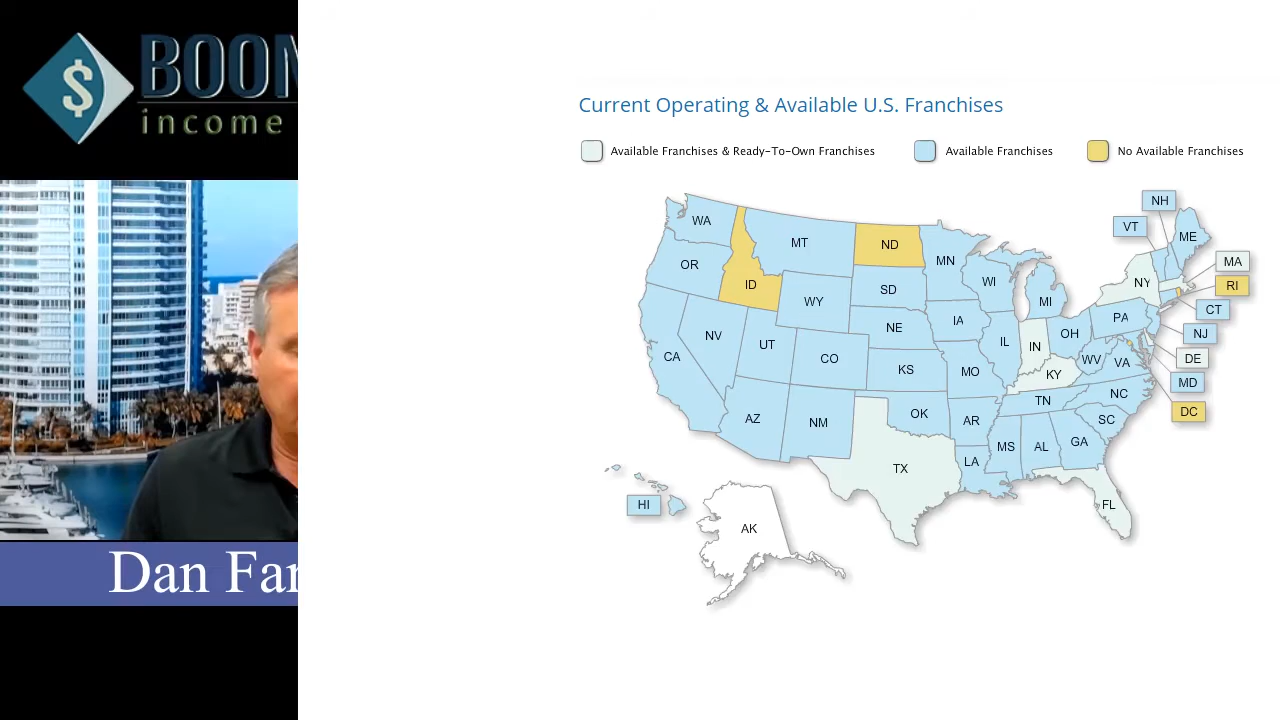 BOOM
income
Dan Far
Current Operating & Available U.S. Franchises
Available Franchises & Ready-To-Own Franchises
Available Franchises
No Available Franchises
NH
WA
VT
ME
MT
ND
MN
MA
OR
NY
ID
SD
WI
RI
WY
MI
CT
NE
IA
PA
NV
OH
NJ
UT
IL
IN
CA
CO
WV
VA
DE
KS
MO
KY
MD
NC
TN
AZ
NM
OK
AR
SC
DC
MS
AL
GA
TX
LA
HI
FL
AK